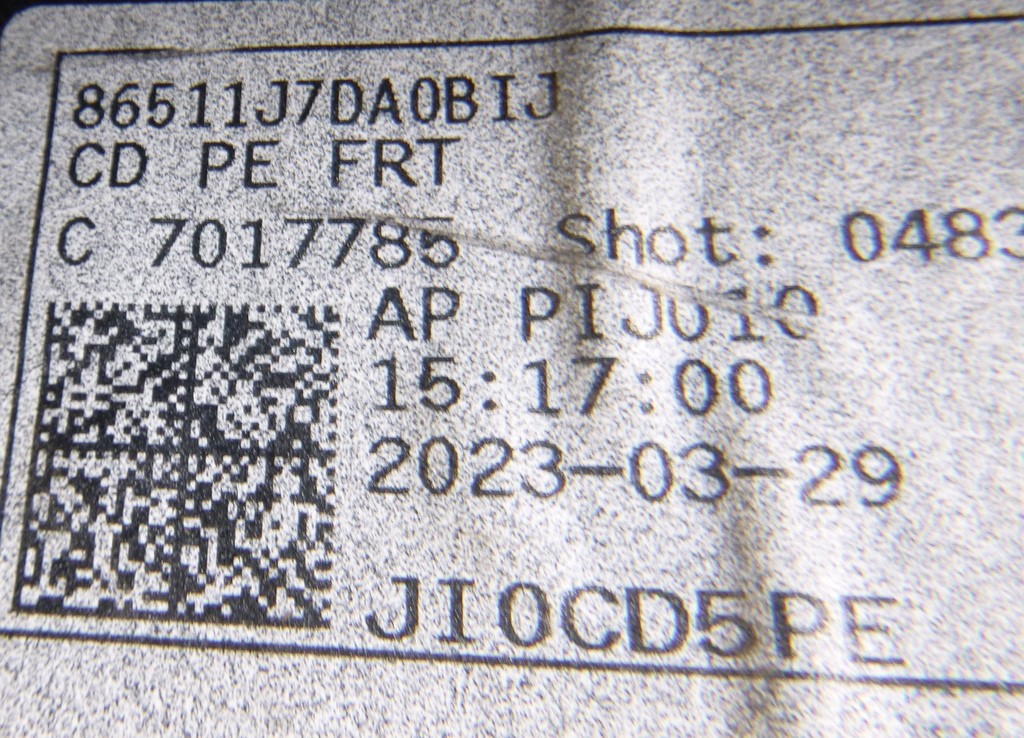 86511J7DA0BIJ
CD PE FRT
C 7017785 Shot: 0483
AP PIJ010
15:17:00
2023-03-29
JI0CD5PE